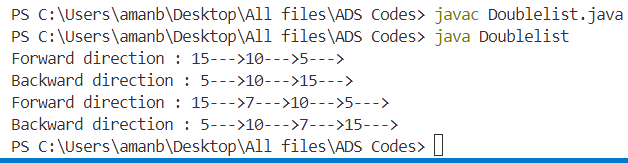 PS C:\Users\amanb\Desktop\All files\ADS Codes> javac Doublelist.java
PS C:\Users\amanb\Desktop\All files\ADS Codes> java Doublelist
Forward direction : 15--->10--->5--->
Backward direction : 5--->10--->15--->
Forward direction : 15--->7--->10--->5--->
Backward direction : 5--->10--->7--->15--->
PS C:\Users\amanb\Desktop\All files\ADS Codes>